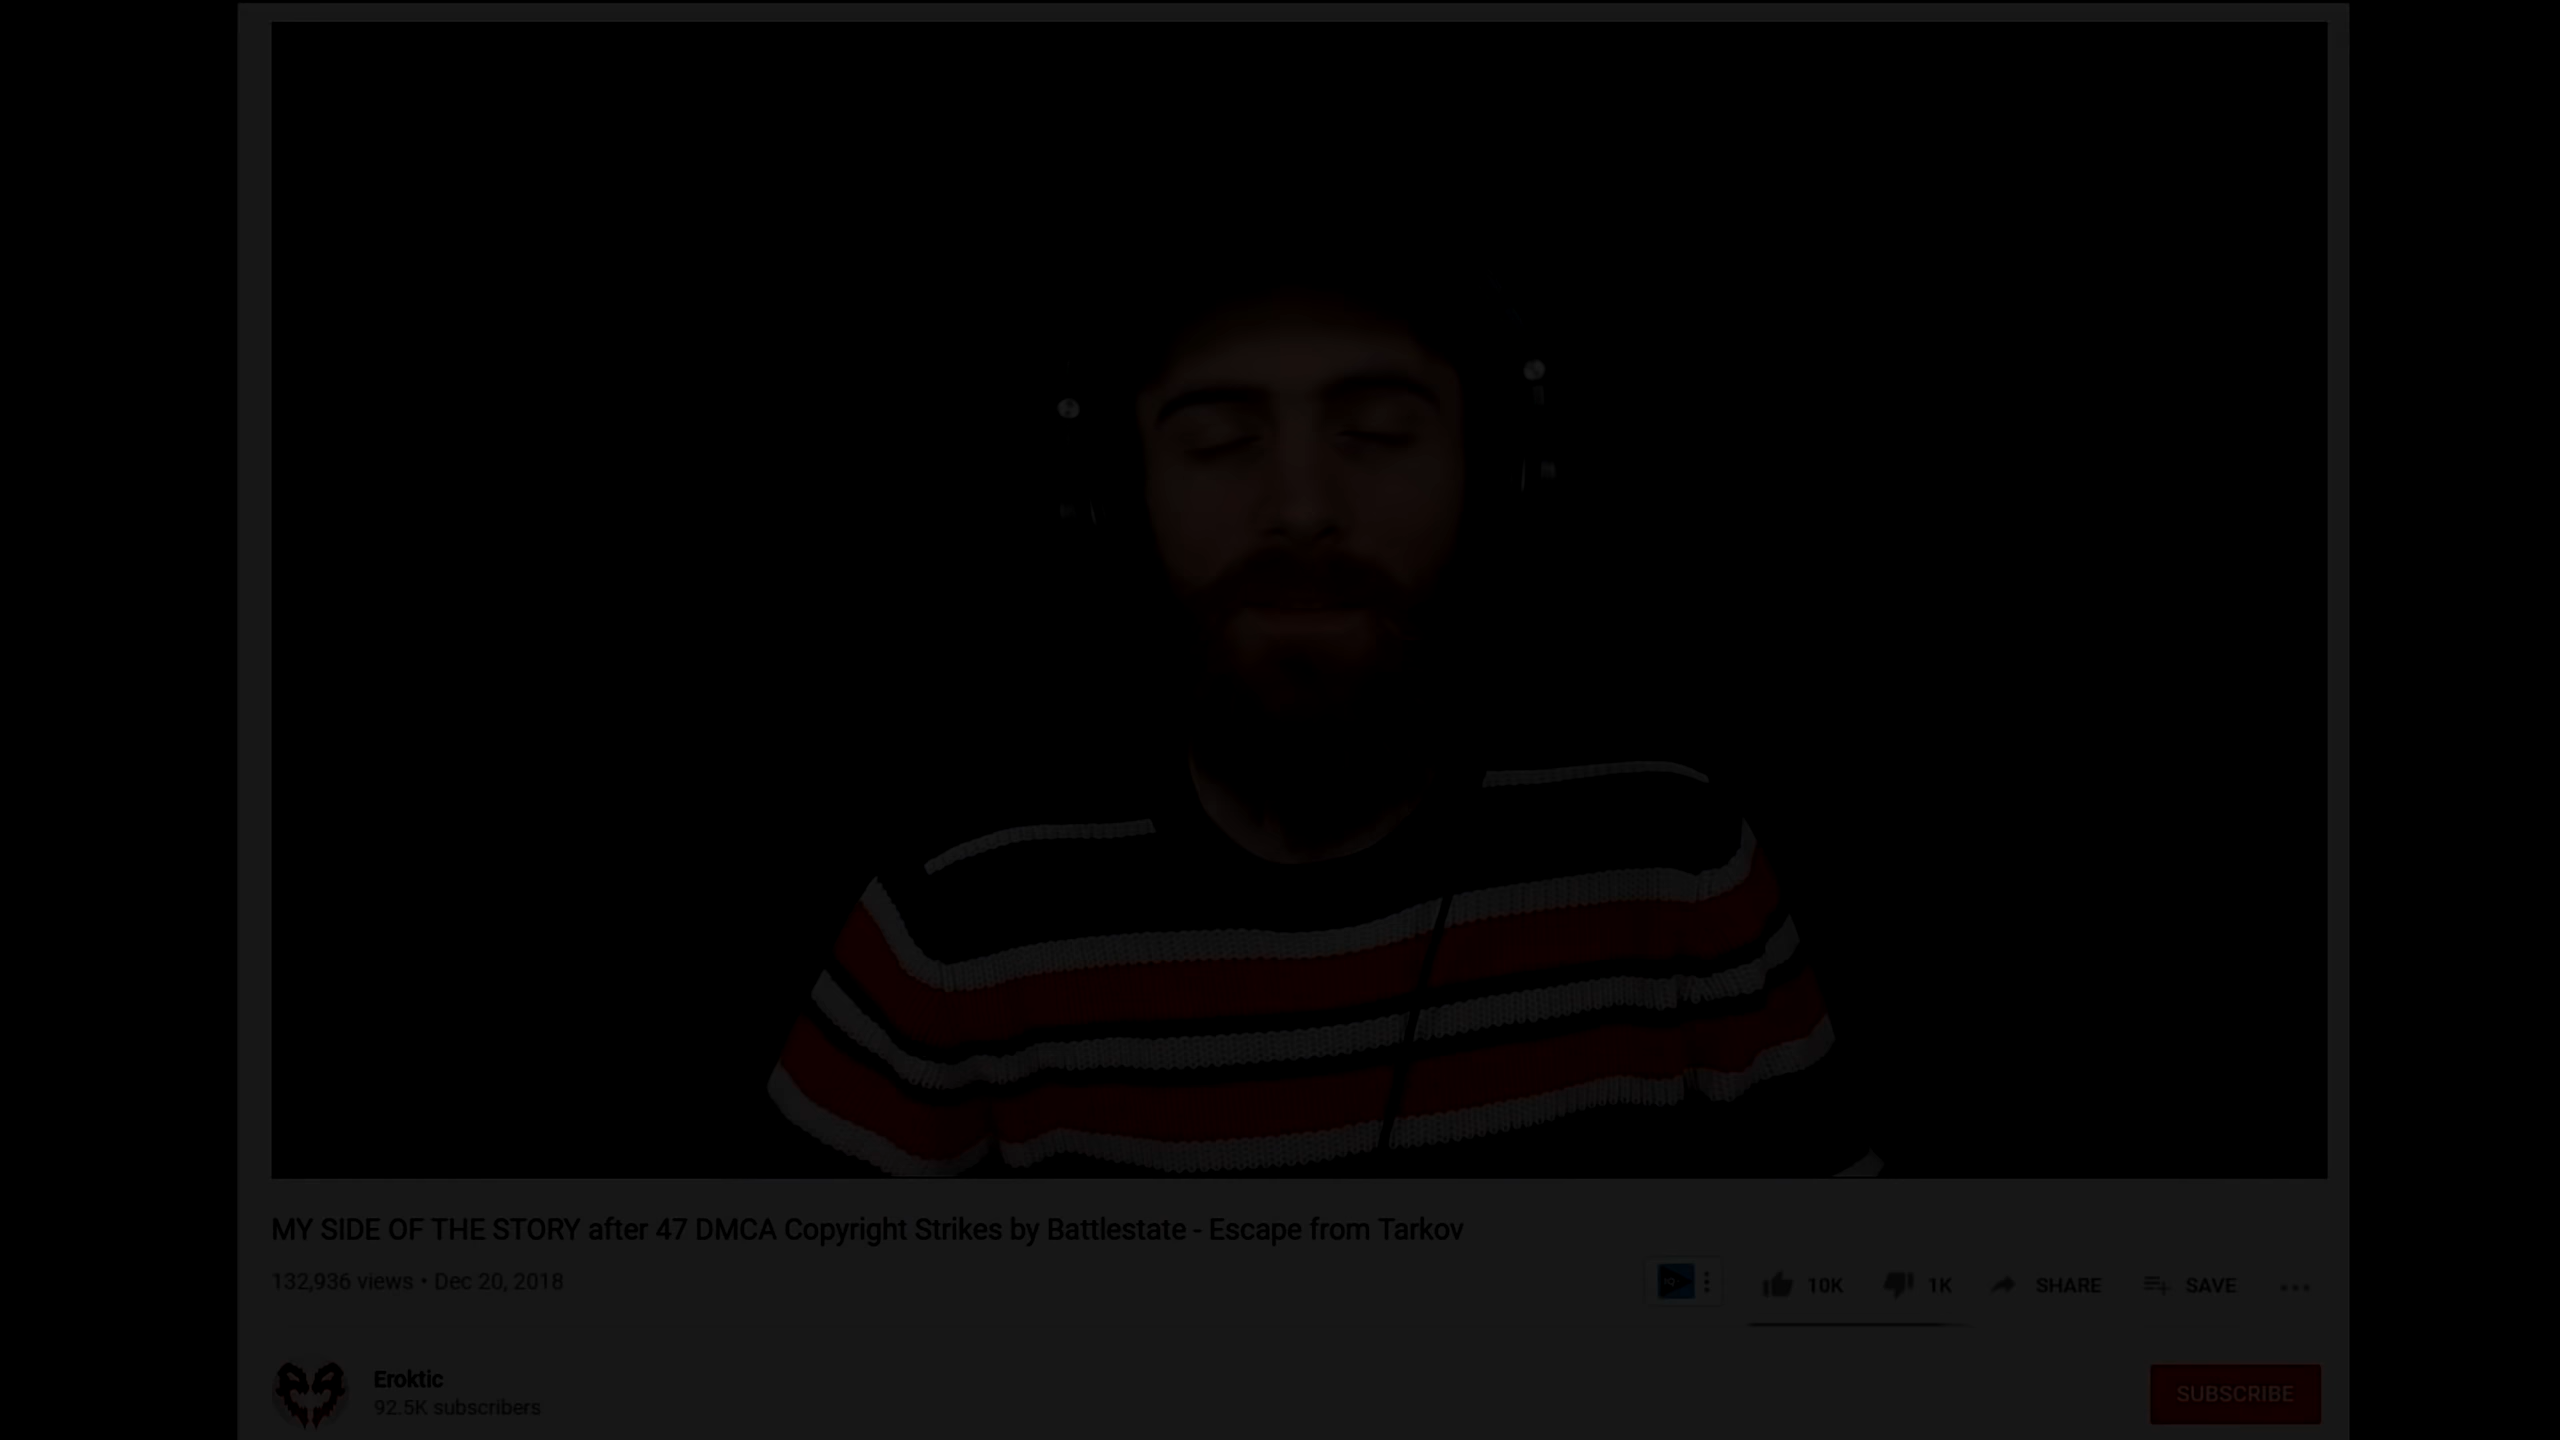 MY SIDE OF THE STORY after 47 DMCA Copyright Strikes by Battlestate - Escape from Tarkov
132,936 views • Dec 20, 2018
10K
1K
SHARE
SAVE
Eroktic
92.5K subscribers
SUBSCRIBE